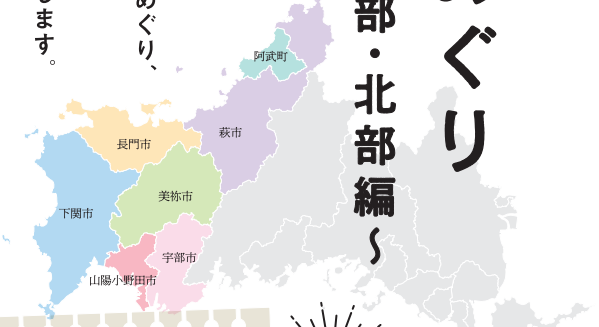 ぐり
部・北部編～
めぐり、
します。
阿武町
萩市
長門市
美祢市
下関市
宇部市
山陽小野田市